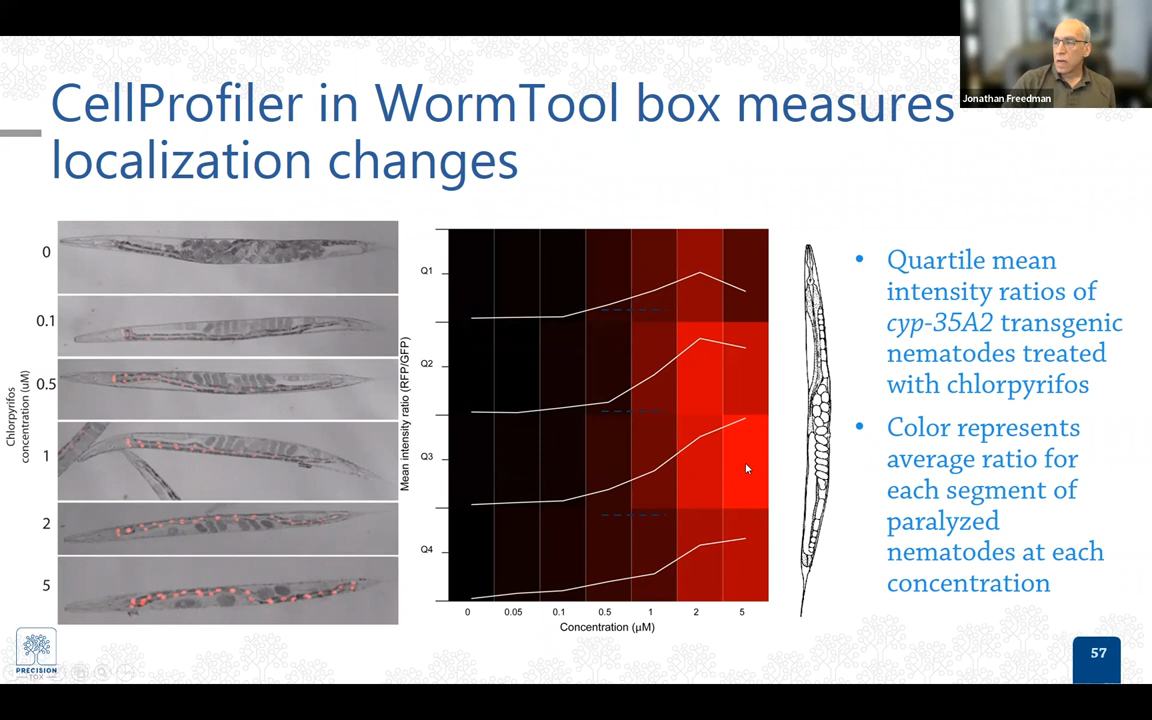 CellProfiler in WormTool box measures
localization changes
Jonathan Freedman
Chlorpyrifos
concentration (uM)
0
0.1
0.5
1
2
5
Mean intensity ratio (RFP/GFP)
Q1
Q2
Q3
Q4
0 0.05 0.1 0.5 1 2 5
Concentration (μM)
• Quartile mean
intensity ratios of
cyp-35A2 transgenic
nematodes treated
with chlorpyrifos
• Color represents
average ratio for
each segment of
paralyzed
nematodes at each
concentration
PRECISION
TOX
57